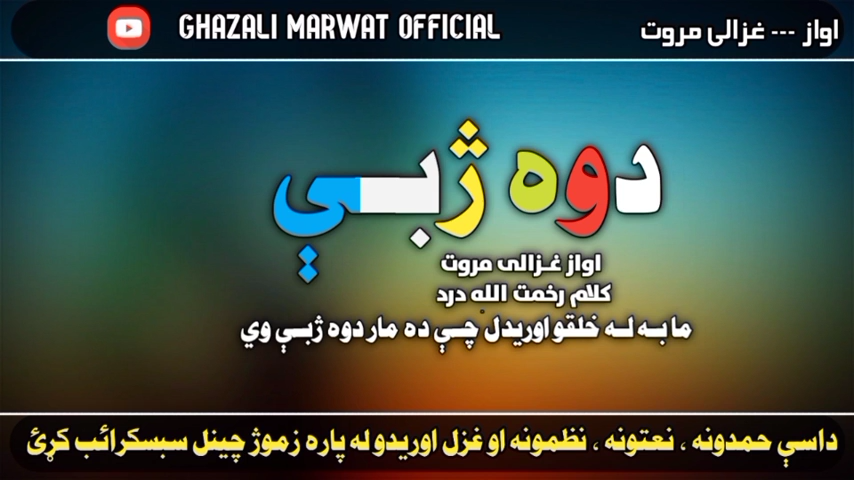 GHAZALI MARWAT OFFICIAL
اواز --- غزالی مروت
دوه ژبې
اواز غزالی مروت
کلام رخمت الله درد
ما به له خلقو اوریدل چې ده مار دوه ژبې وي
داسې حمدونه ، نعتونه ، نظمونه او غزل اوریدو له پاره زموژ چینل سبسکرائب کړئ